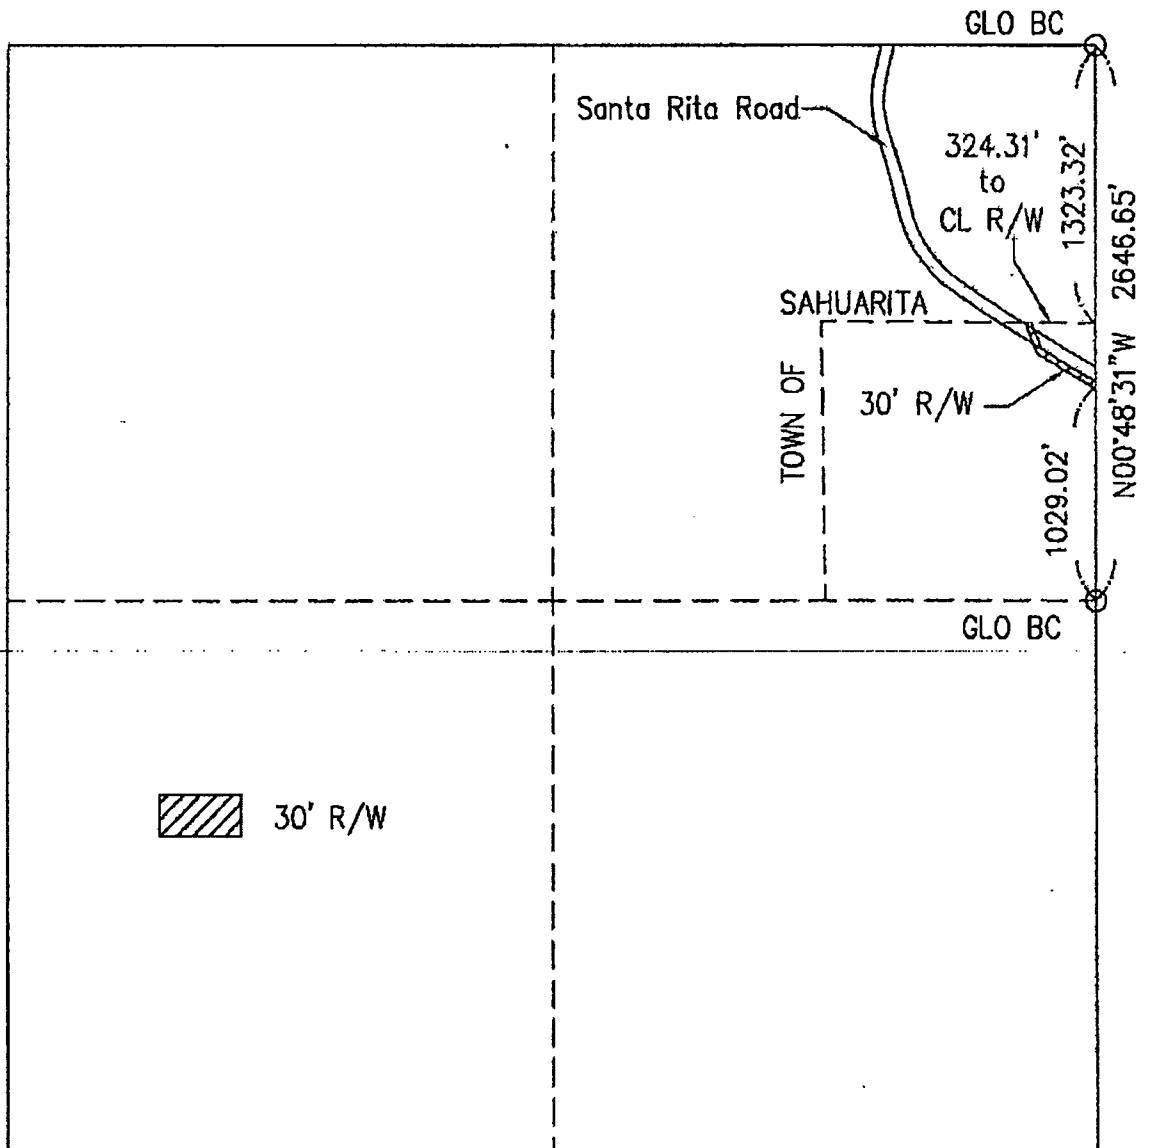 GLO BC
Santa Rita Road
324.31'
to
CL R/W
1323.32'
N00°48'31"W 2646.65'
SAHUARITA
TOWN OF
30' R/W
1029.02'
GLO BC
30' R/W